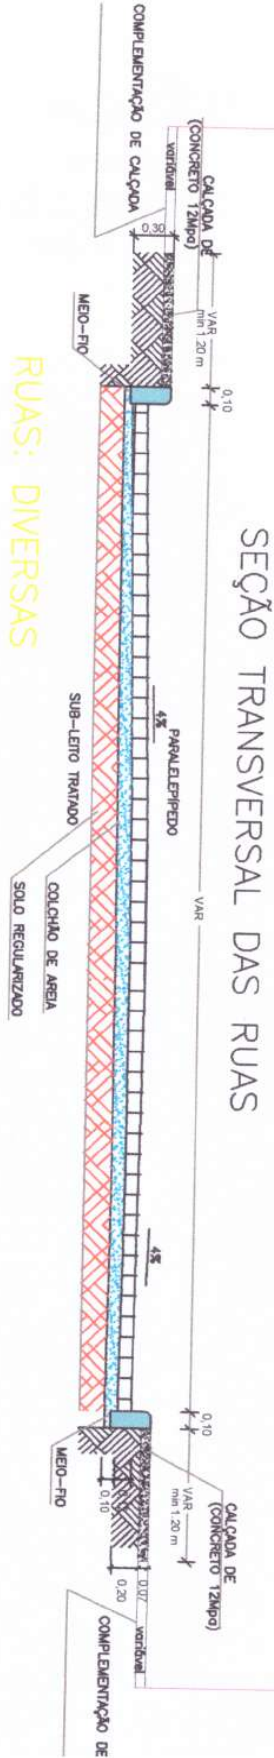 SEÇÃO TRANSVERSAL DAS RUAS
CALÇADA DE
(CONCRETO 12Mpa)
variável
COMPLEMENTAÇÃO DE CALÇADA
0,30
VAR
min 1.20 m
0,10
MEIO-FIO
VAR
4%
PARALELEPÍPEDO
4%
SUB-LEITO TRATADO
COLCHÃO DE AREIA
SOLO REGULARIZADO
0,10
VAR
min 1.20 m
CALÇADA DE
(CONCRETO 12Mpa)
MEIO-FIO
0,10
0,20
0,07
variável
COMPLEMENTAÇÃO DE
RUAS: DIVERSAS